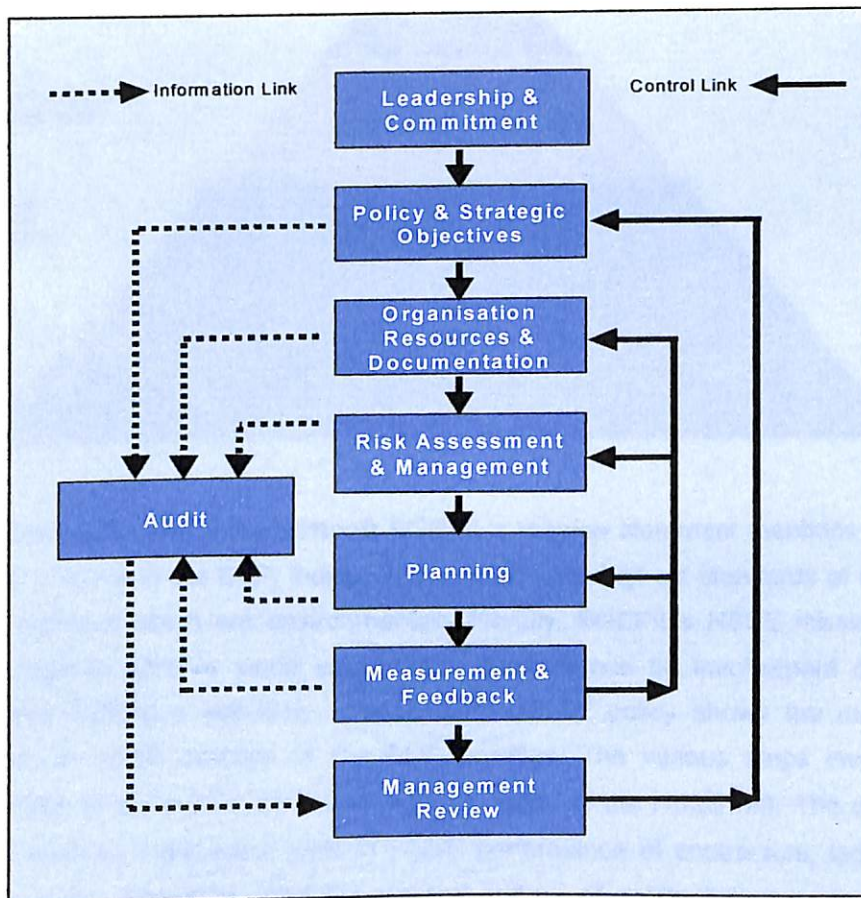 Information Link
Control Link
Leadership &
Commitment
Policy & Strategic
Objectives
Organisation
Resources &
Documentation
Risk Assessment
& Management
Audit
Planning
Measurement &
Feedback
Management
Review